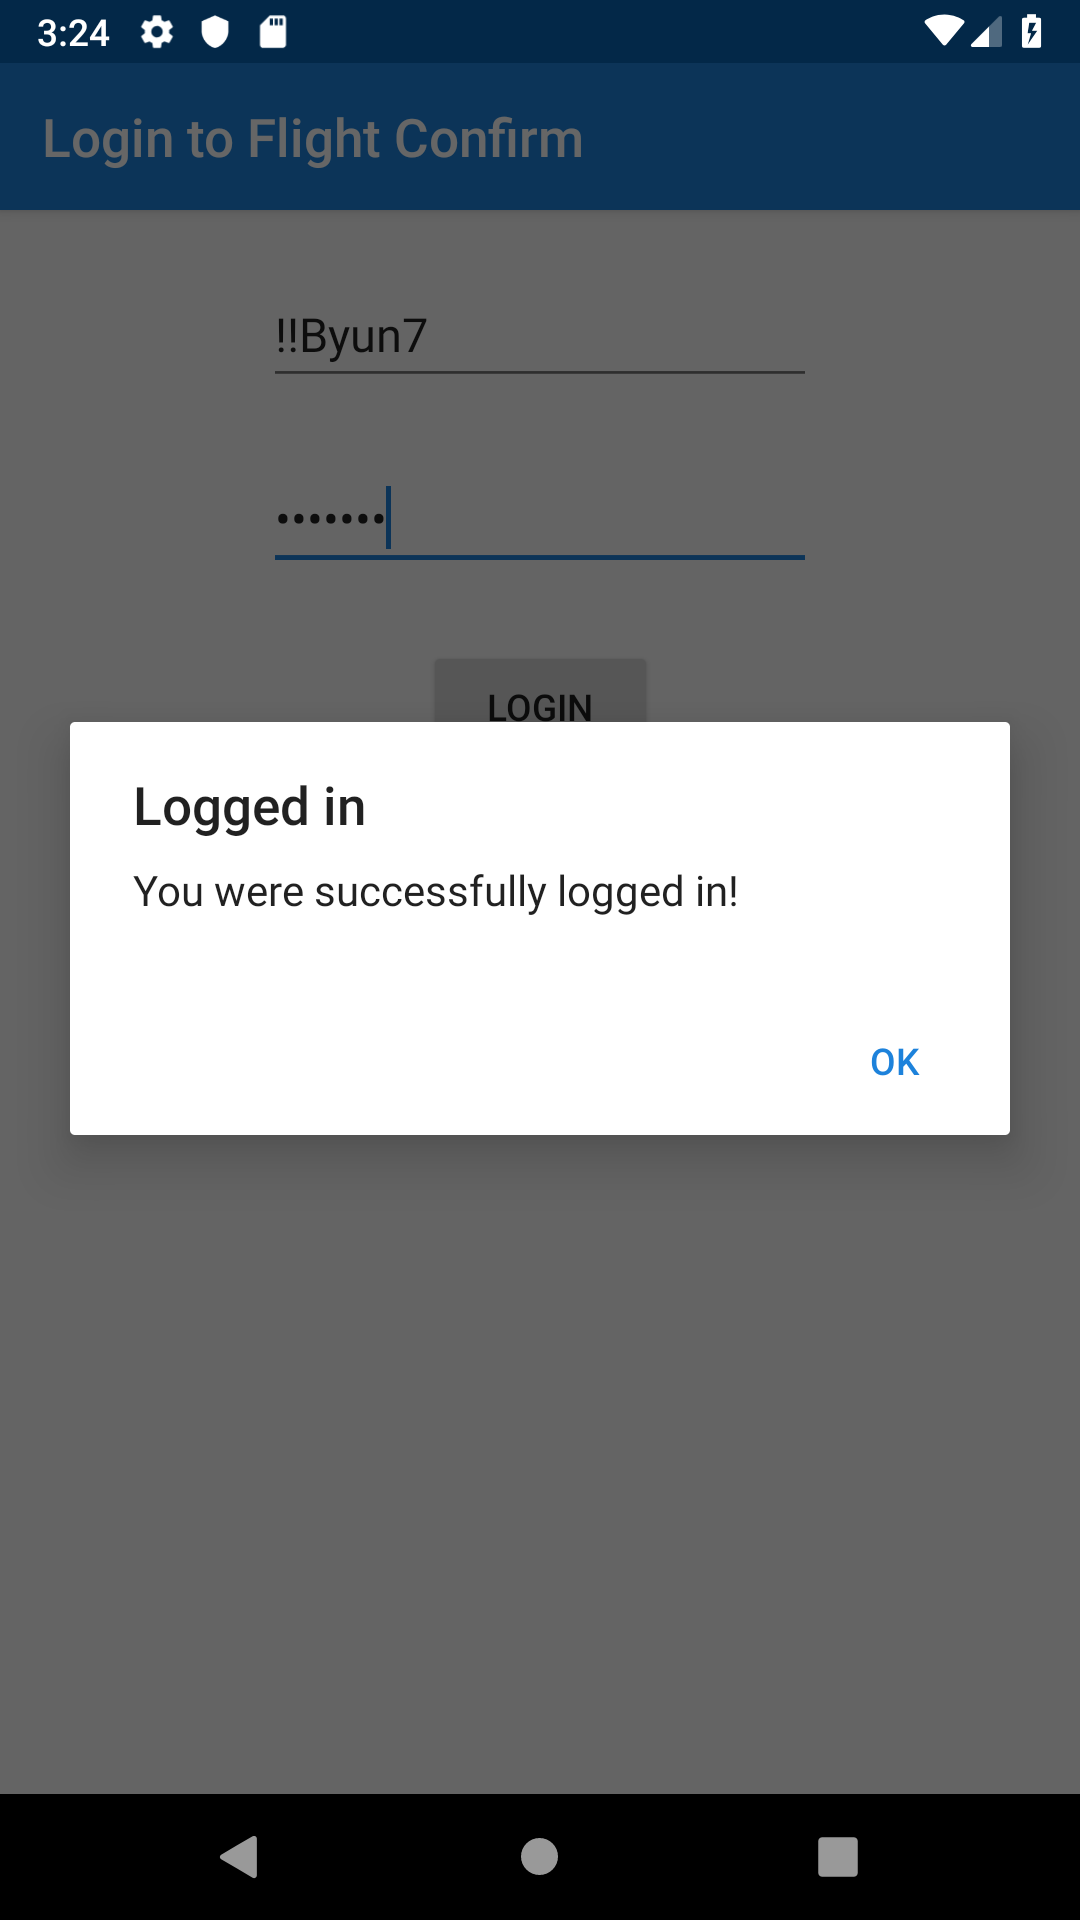 3:24
Login to Flight Confirm
!!Byun7
•••••••
LOGIN
Logged in
You were successfully logged in!
OK